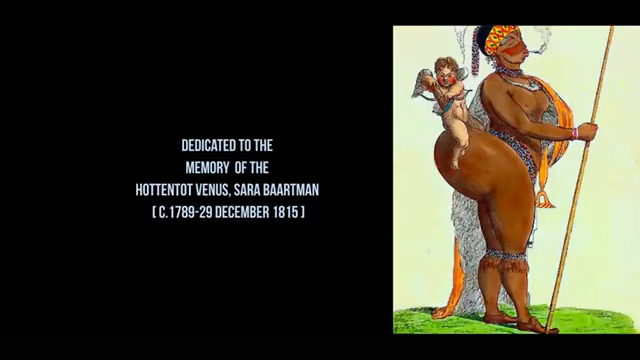 DEDICATED TO THE
MEMORY OF THE
HOTTENTOT VENUS, SARA BAARTMAN
[ C.1789-29 DECEMBER 1815 ]